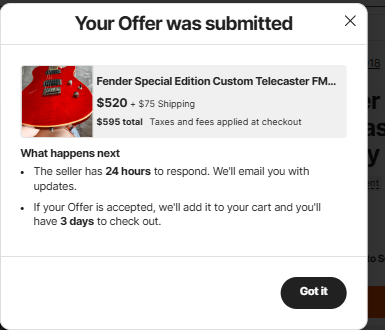 Your Offer was submitted
Fender Special Edition Custom Telecaster FM...
$520 + $75 Shipping
$595 total Taxes and fees applied at checkout
What happens next
• The seller has 24 hours to respond. We'll email you with
updates.
• If your Offer is accepted, we'll add it to your cart and you'll
have 3 days to check out.
Got it